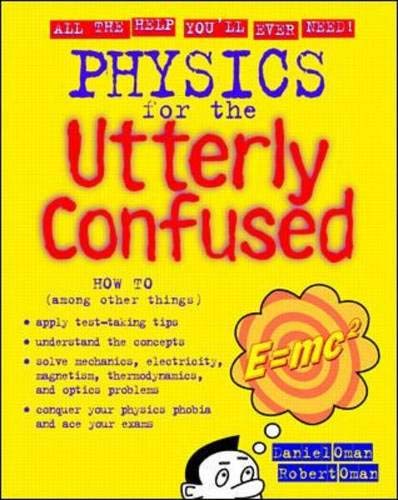 ALL THE HELP YOU'LL EVER NEED!
PHYSICS
for the
Utterly
Confused
HOW TO
(among other things)
• apply test-taking tips
• understand the concepts
• solve mechanics, electricity,
magnetism, thermodynamics,
and optics problems
• conquer your physics phobia
and ace your exams
E=mc²
Daniel Oman
Robert Oman